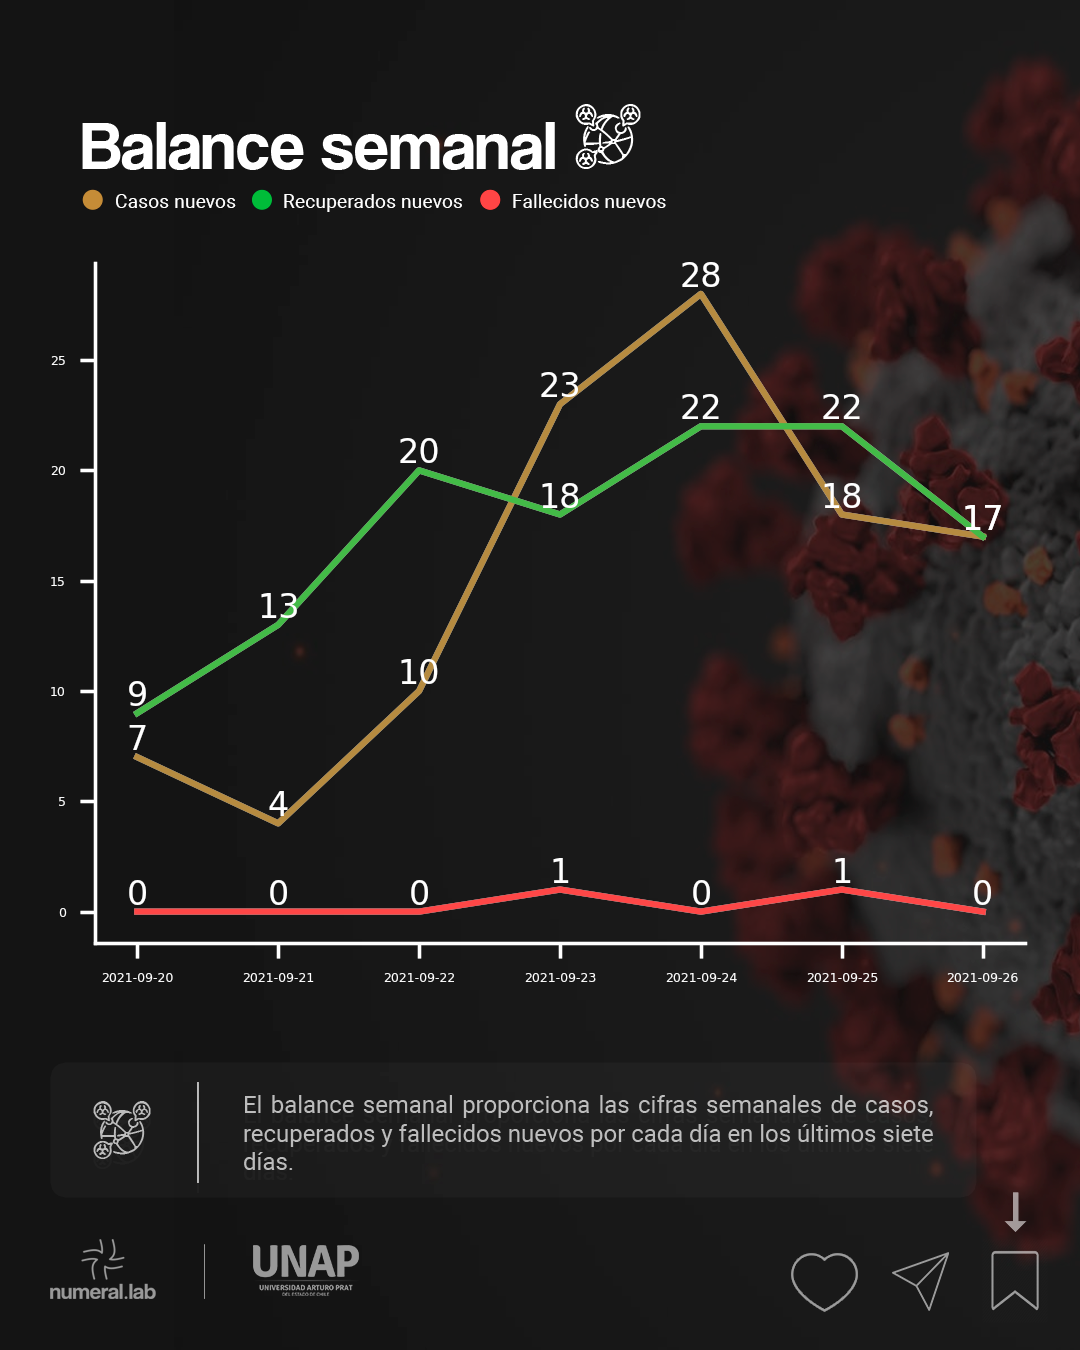 Balance semanal
Casos nuevos Recuperados nuevos Fallecidos nuevos
28
25
23
22 22
20
20
18 18
17
15
13
10
10
9
7
5
4
1 1
0 0 0 0 0
0
2021-09-20 2021-09-21 2021-09-22 2021-09-23 2021-09-24 2021-09-25 2021-09-26
El balance semanal proporciona las cifras semanales de casos,
recuperados y fallecidos nuevos por cada día en los últimos siete
días.
numeral.lab
UNAP
UNIVERSIDAD ARTURO PRAT
DEL ESTADO DE CHILE